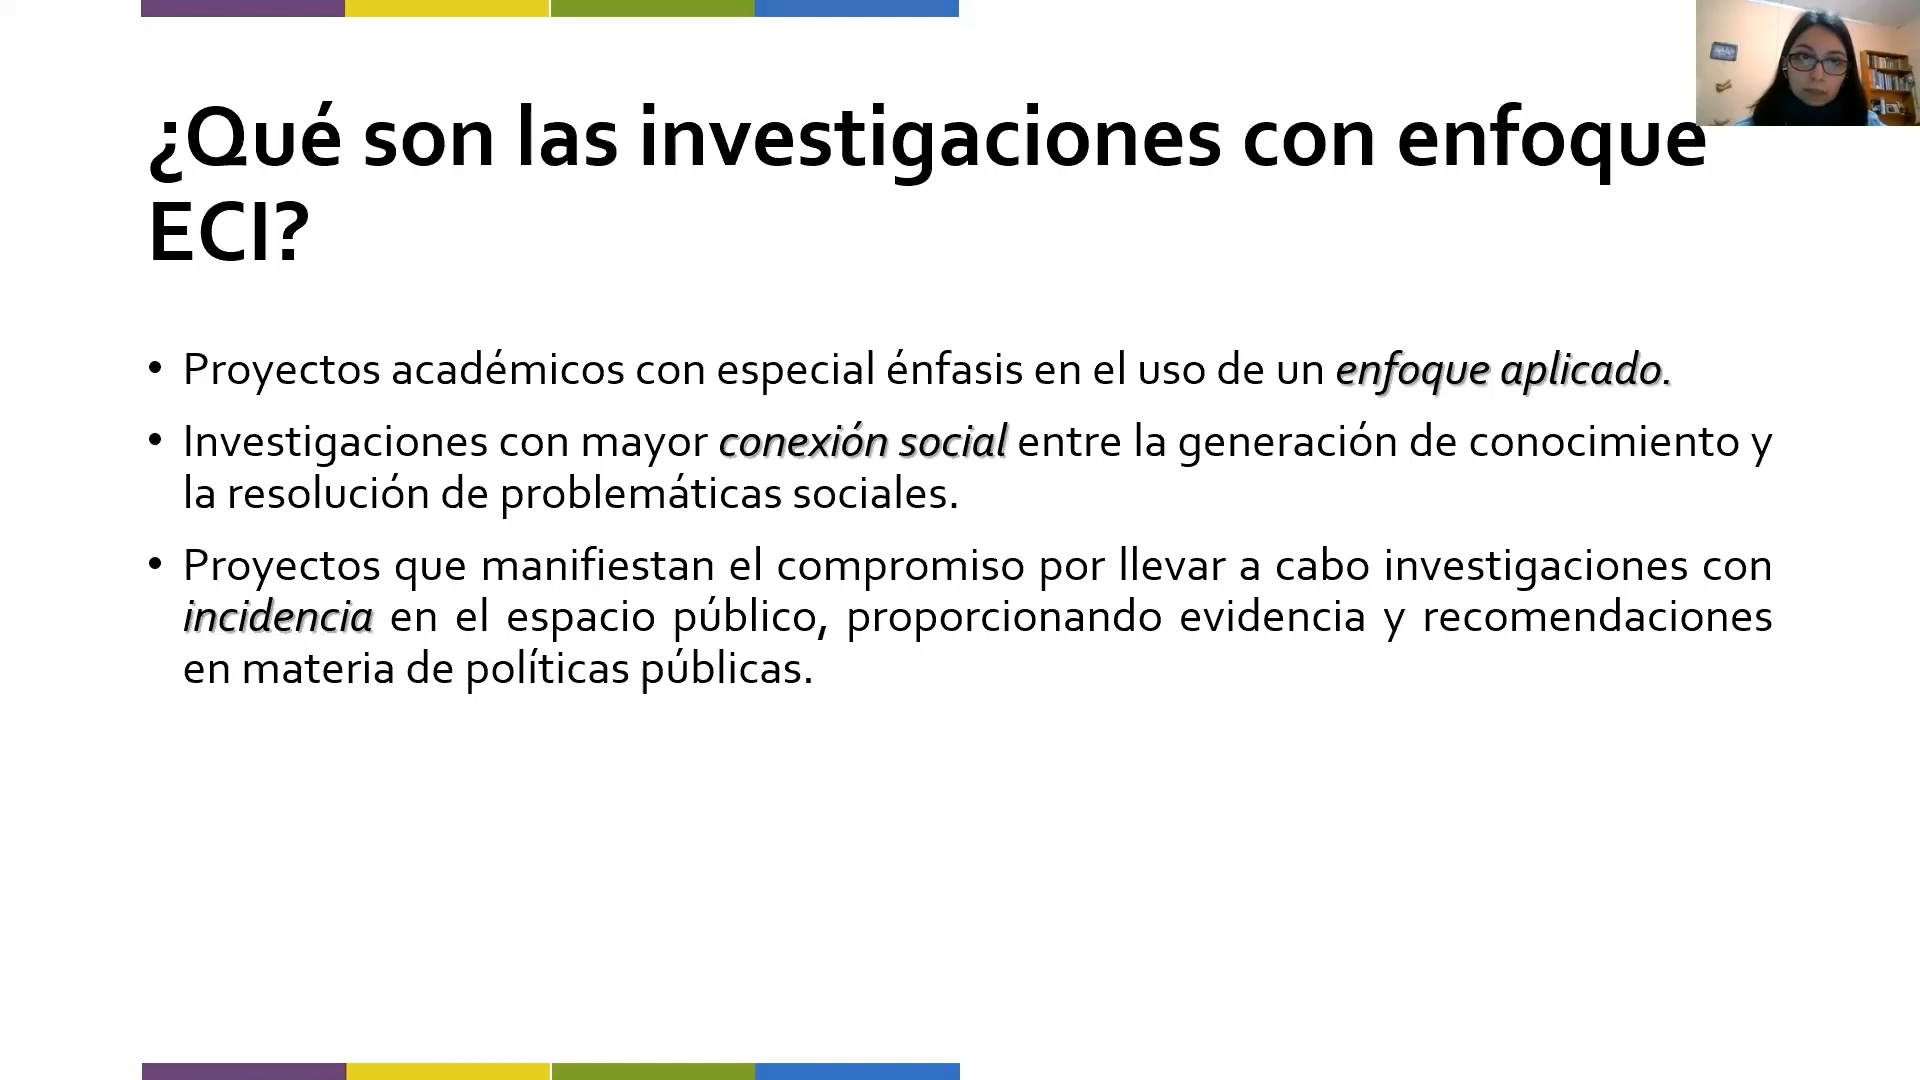 ¿Qué son las investigaciones con enfoque
ECI?
• Proyectos académicos con especial énfasis en el uso de un enfoque aplicado.
• Investigaciones con mayor conexión social entre la generación de conocimiento y
la resolución de problemáticas sociales.
• Proyectos que manifiestan el compromiso por llevar a cabo investigaciones con
incidencia en el espacio público, proporcionando evidencia y recomendaciones
en materia de políticas públicas.